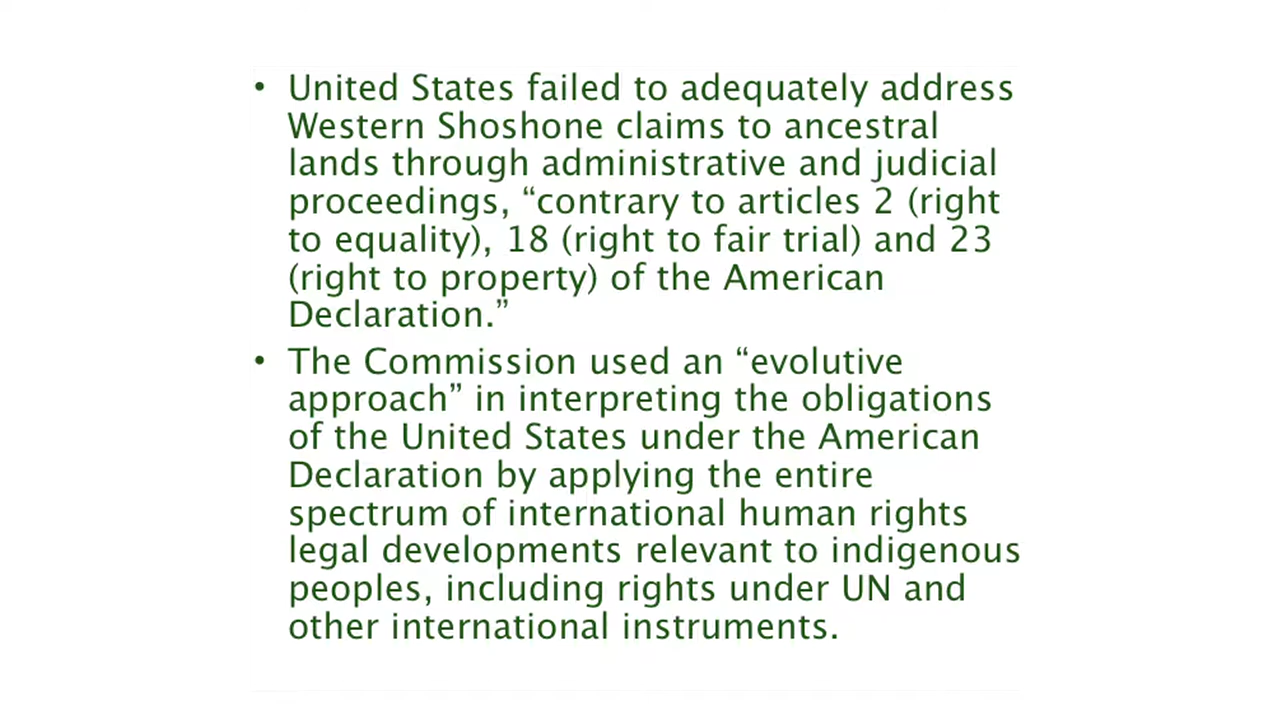 • United States failed to adequately address
Western Shoshone claims to ancestral
lands through administrative and judicial
proceedings, “contrary to articles 2 (right
to equality), 18 (right to fair trial) and 23
(right to property) of the American
Declaration.”
• The Commission used an “evolutive
approach” in interpreting the obligations
of the United States under the American
Declaration by applying the entire
spectrum of international human rights
legal developments relevant to indigenous
peoples, including rights under UN and
other international instruments.